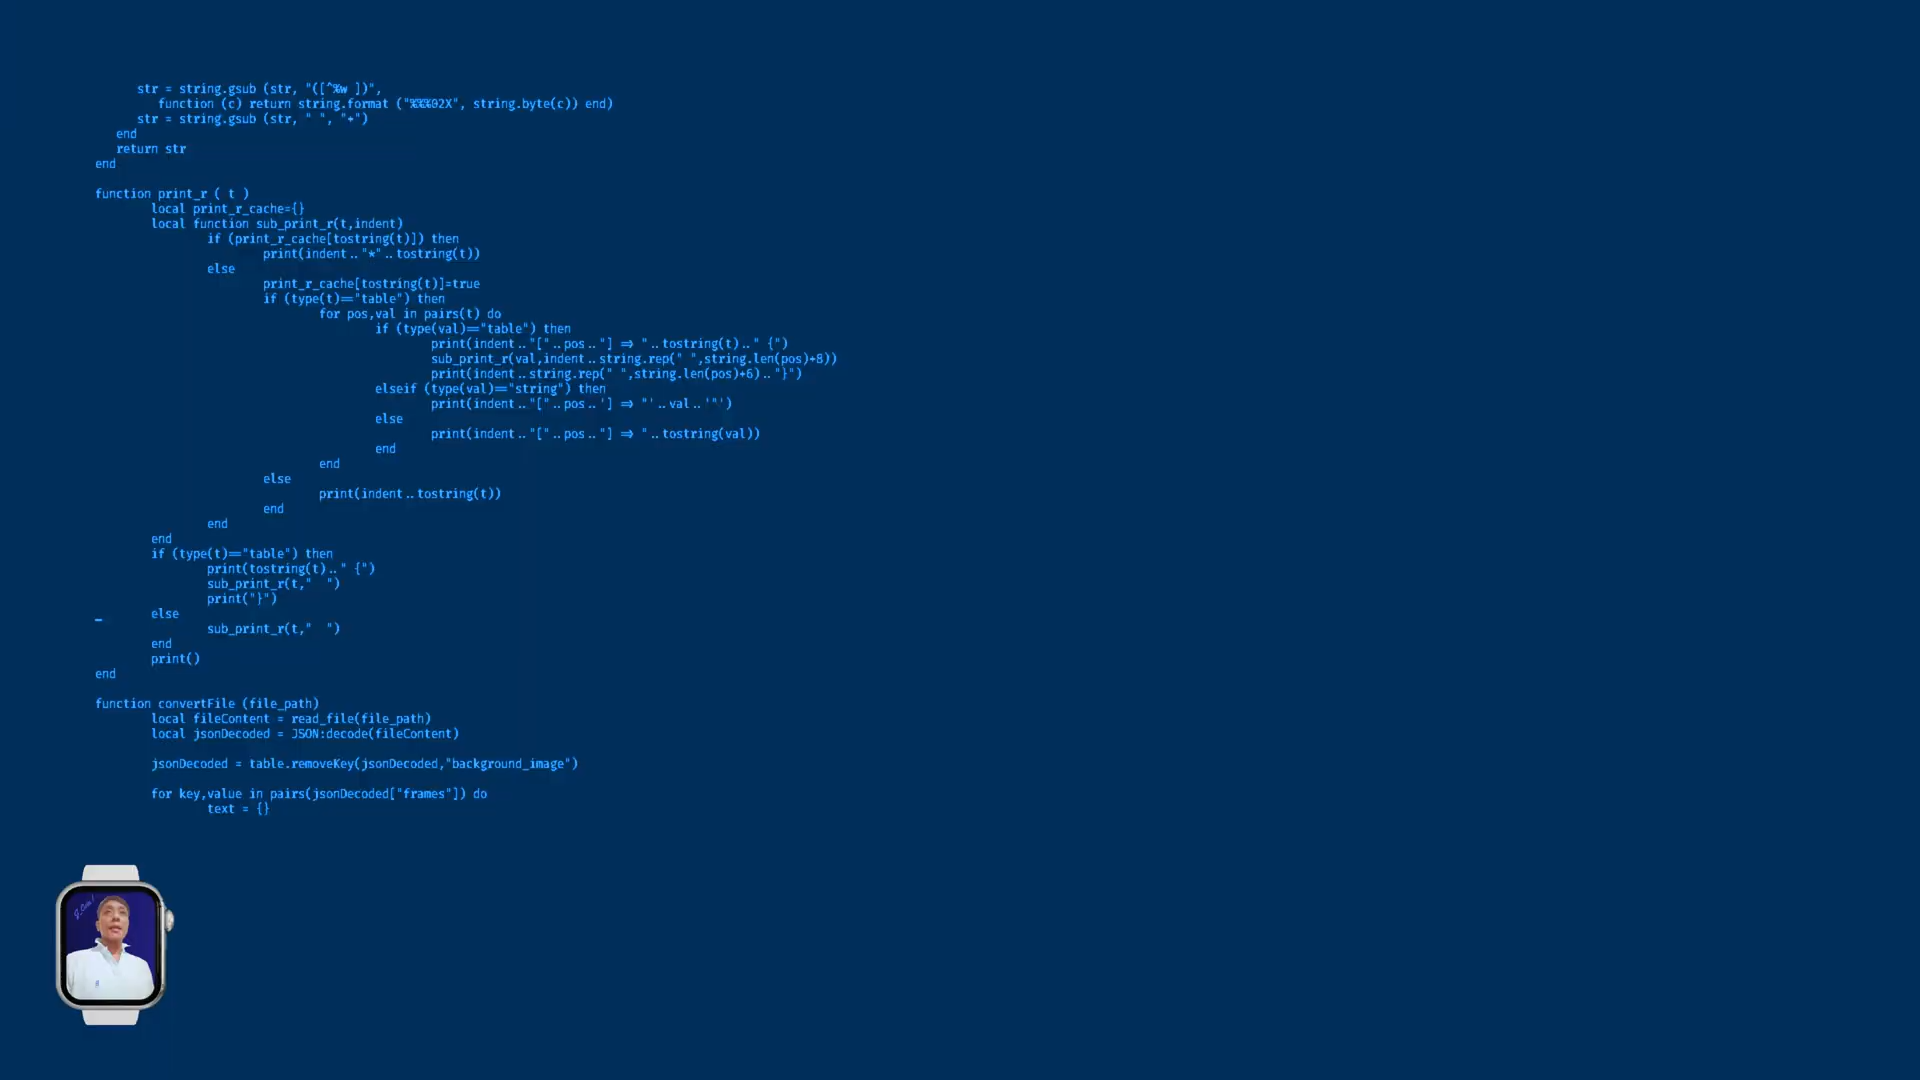 str = string.gsub (str, "([^%w ])",
function (c) return string.format ("%%%02X", string.byte(c)) end)
str = string.gsub (str, " ", "+")
end
return str
end
function print_r ( t )
local print_r_cache={}
local function sub_print_r(t,indent)
if (print_r_cache[tostring(t)]) then
print(indent.."*"..tostring(t))
else
print_r_cache[tostring(t)]=true
if (type(t)=="table") then
for pos,val in pairs(t) do
if (type(val)=="table") then
print(indent.."["..pos.."] => "..tostring(t).." {")
sub_print_r(val,indent..string.rep(" ",string.len(pos)+8))
print(indent..string.rep(" ",string.len(pos)+6).."}")
elseif (type(val)=="string") then
print(indent.."["..pos..'] => "'..val..'"')
else
print(indent.."["..pos.."] => "..tostring(val))
end
end
else
print(indent..tostring(t))
end
end
end
if (type(t)=="table") then
print(tostring(t).." {")
sub_print_r(t,"  ")
print("}")
else
_
sub_print_r(t,"  ")
end
print()
end
function convertFile (file_path)
local fileContent = read_file(file_path)
local jsonDecoded = JSON:decode(fileContent)
jsonDecoded = table.removeKey(jsonDecoded,"background_image")
for key,value in pairs(jsonDecoded["frames"]) do
text = {}